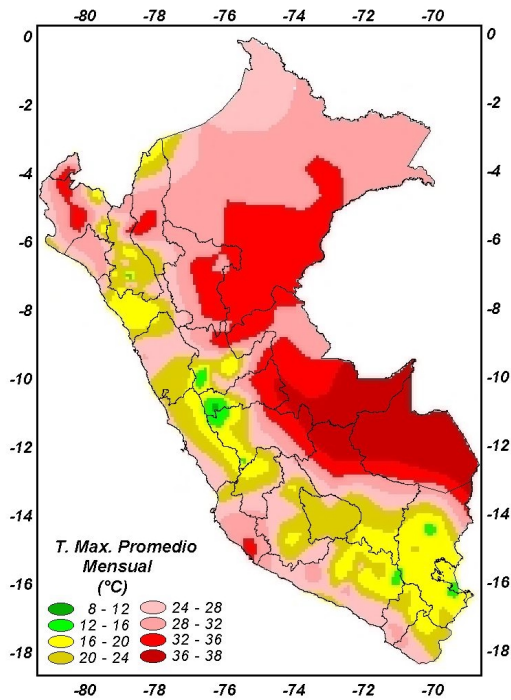 -80 -78 -76 -74 -72 -70
0 0
-2 -2
-4 -4
-6 -6
-8 -8
-10 -10
-12 -12
-14 -14
-16 -16
-18 -18
T. Max. Promedio
Mensual
(°C)
8 - 12 24 - 28
12 - 16 28 - 32
16 - 20 32 - 36
20 - 24 36 - 38
-80 -78 -76 -74 -72 -70